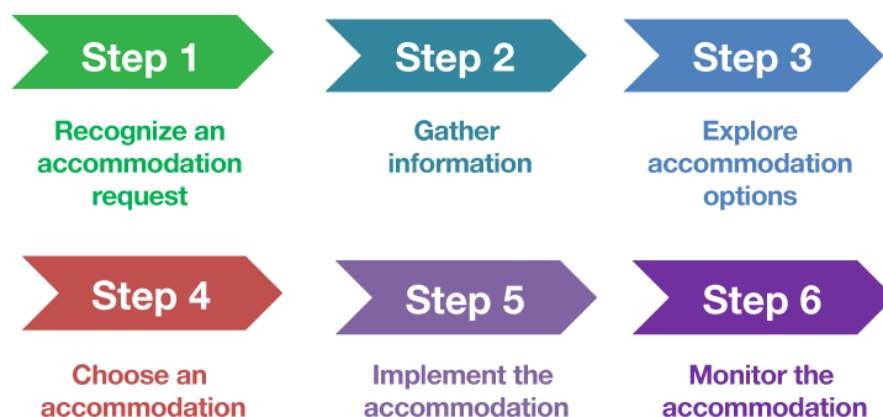 Step 1
Recognize an
accommodation
request
Step 2
Gather
information
Step 3
Explore
accommodation
options
Step 4
Choose an
accommodation
Step 5
Implement the
accommodation
Step 6
Monitor the
accommodation